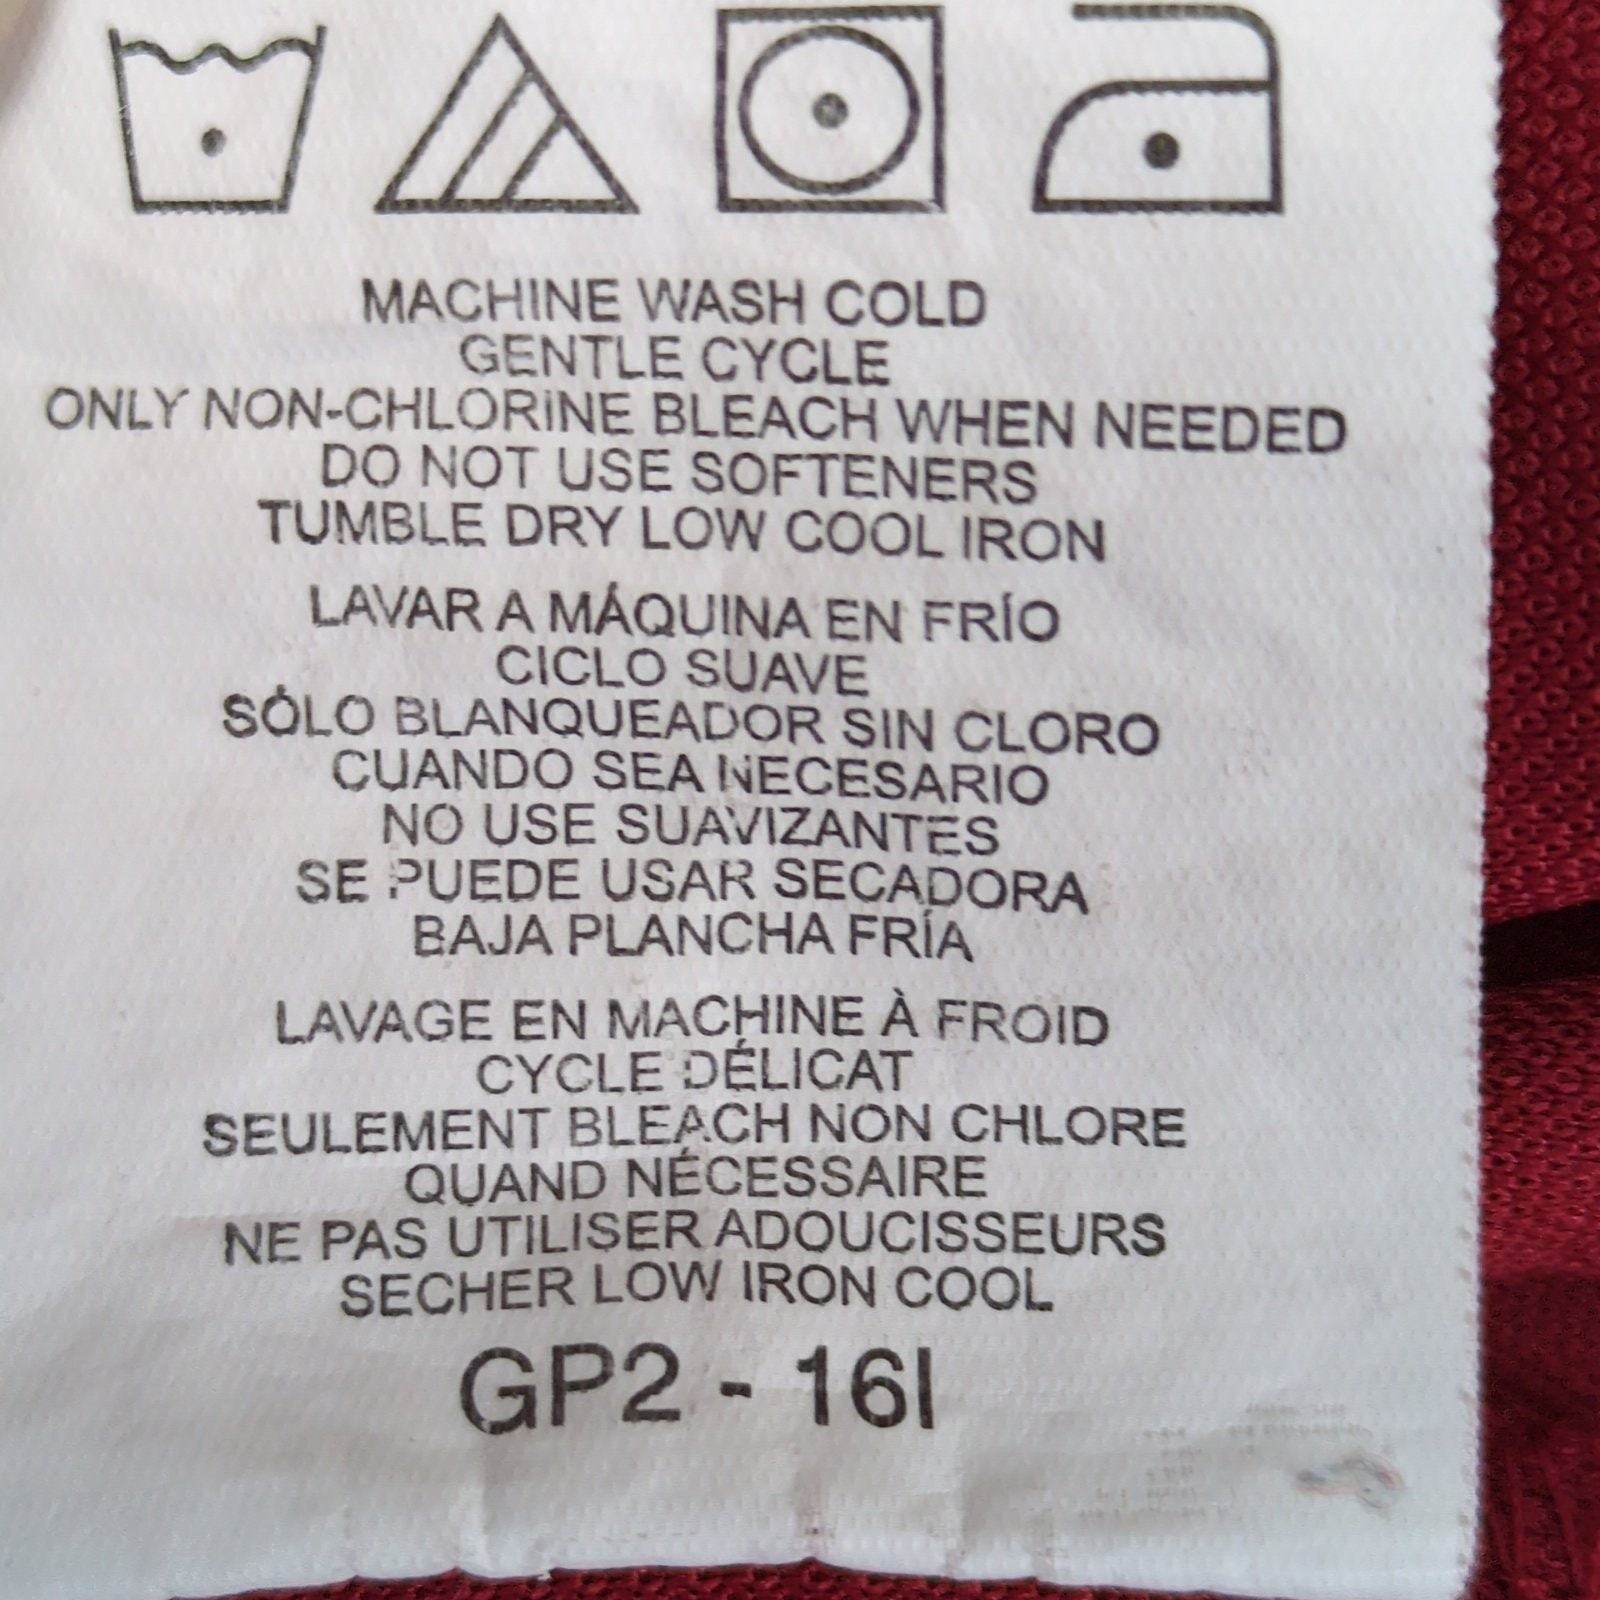 MACHINE WASH COLD
GENTLE CYCLE
ONLY NON-CHLORINE BLEACH WHEN NEEDED
DO NOT USE SOFTENERS
TUMBLE DRY LOW COOL IRON
LAVAR A MÁQUINA EN FRÍO
CICLO SUAVE
SÓLO BLANQUEADOR SIN CLORO
CUANDO SEA NECESARIO
NO USE SUAVIZANTES
SE PUEDE USAR SECADORA
BAJA PLANCHA FRÍA
LAVAGE EN MACHINE À FROID
CYCLE DÉLICAT
SEULEMENT BLEACH NON CHLORE
QUAND NÉCESSAIRE
NE PAS UTILISER ADOUCISSEURS
SECHER LOW IRON COOL
GP2 - 16I